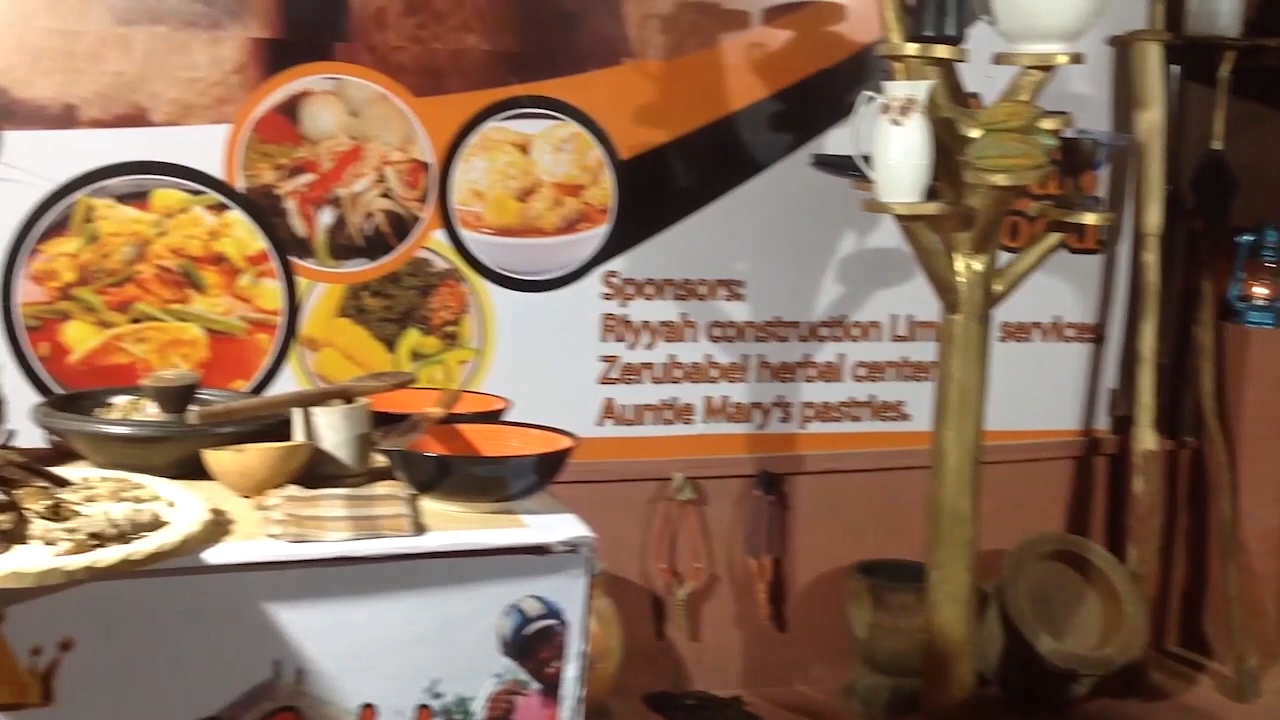 Sponsors:
Riyyah construction Lim services
Zerubabel herbal center
Auntie Mary's pastries.